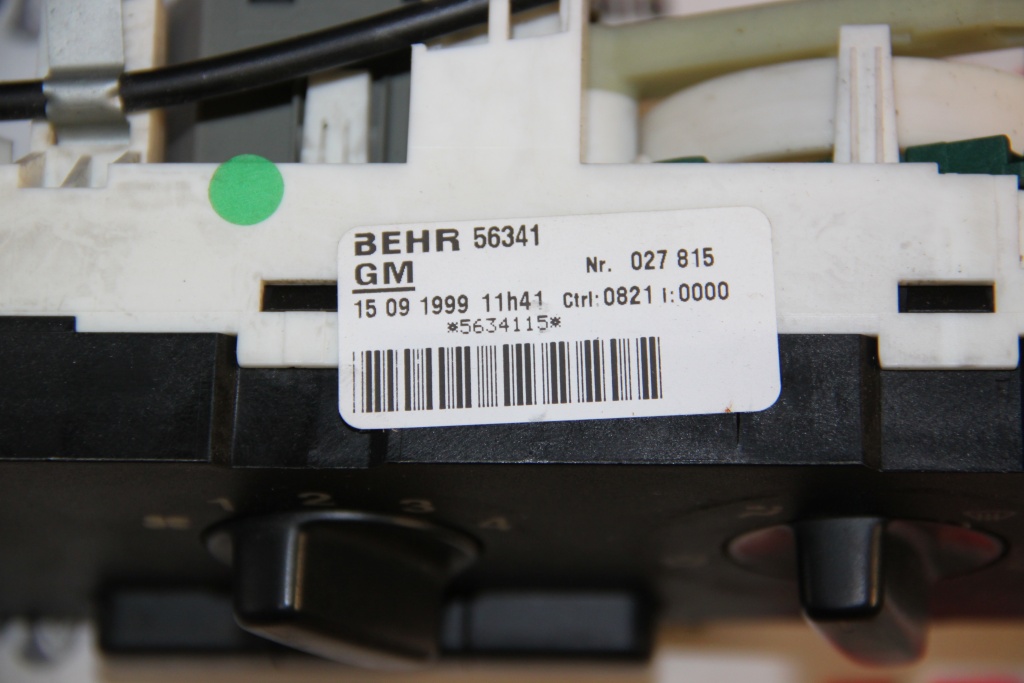 BEHR 56341
GM
Nr. 027 815
15 09 1999 11h41 Ctrl:0821 I:0000
*5634115*
1 2 3 4